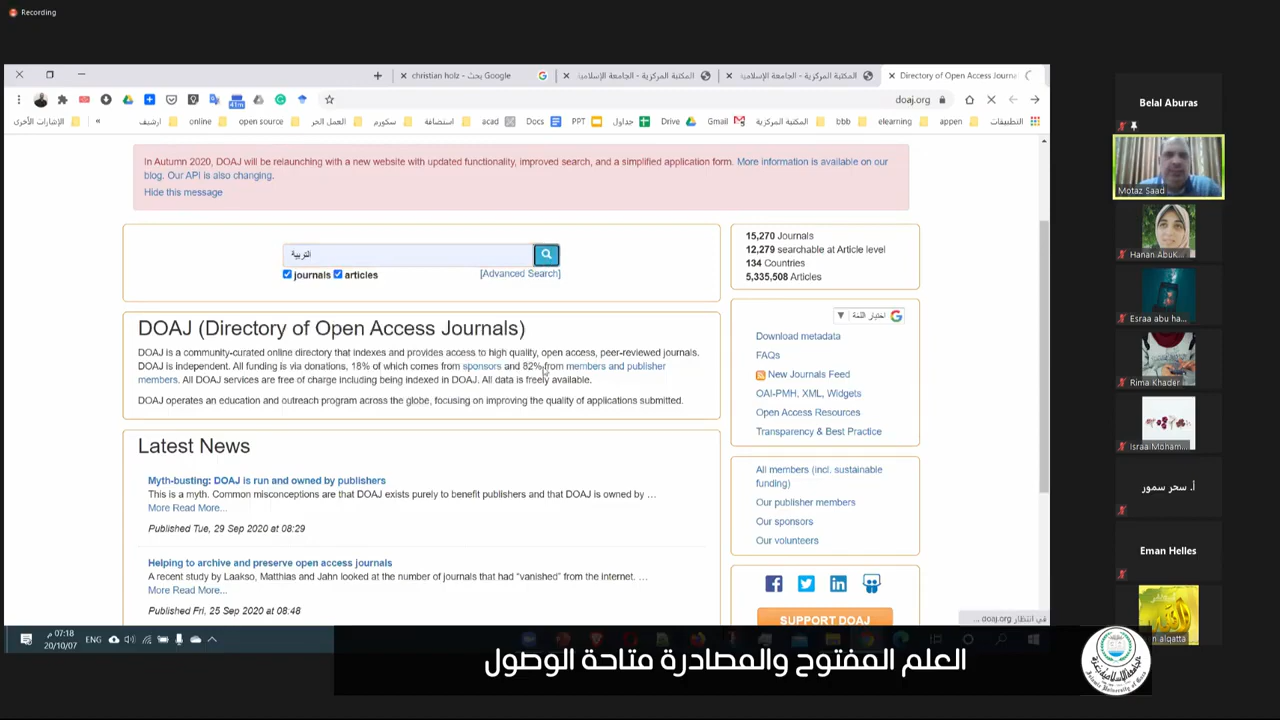 Recording
christian holz - بحث Google
المكتبة المركزية - الجامعة الإسلامية
المكتبة المركزية - الجامعة الإسلامية
Directory of Open Access Journal
doaj.org
41m
الإشارات الأخرى
»
ارشيف
online
open source
العمل الحر
سكورم
استضافة
acad
Docs
PPT
جداول
Drive
Gmail
المكتبة المركزية
bbb
elearning
appen
التطبيقات
In Autumn 2020, DOAJ will be relaunching with a new website with updated functionality, improved search, and a simplified application form. More information is available on our
blog. Our API is also changing.
Hide this message
التربية
journals articles
[Advanced Search]
15,270 Journals
12,279 searchable at Article level
134 Countries
5,335,508 Articles
DOAJ (Directory of Open Access Journals)
DOAJ is a community-curated online directory that indexes and provides access to high quality, open access, peer-reviewed journals.
DOAJ is independent. All funding is via donations, 18% of which comes from sponsors and 82% from members and publisher
members. All DOAJ services are free of charge including being indexed in DOAJ. All data is freely available.
DOAJ operates an education and outreach program across the globe, focusing on improving the quality of applications submitted.
Latest News
Myth-busting: DOAJ is run and owned by publishers
This is a myth. Common misconceptions are that DOAJ exists purely to benefit publishers and that DOAJ is owned by …
More Read More...
Published Tue, 29 Sep 2020 at 08:29
Helping to archive and preserve open access journals
A recent study by Laakso, Matthias and Jahn looked at the number of journals that had "vanished" from the internet. …
More Read More...
Published Fri, 25 Sep 2020 at 08:48
اختيار اللغة
Download metadata
FAQs
New Journals Feed
OAI-PMH, XML, Widgets
Open Access Resources
Transparency & Best Practice
All members (incl. sustainable
funding)
Our publisher members
Our sponsors
Our volunteers
SUPPORT DOAJ
في انتظار doaj.org ...
07:18 م
20/10/07
ENG
Belal Aburas
Motaz Saad
Hanan AbuK...
Esraa abu ha...
Rima Khader
Israa Moham...
أ. سحر سمور
Eman Helles
n alqatta
العلم المفتوح والمصادرة متاحة الوصول